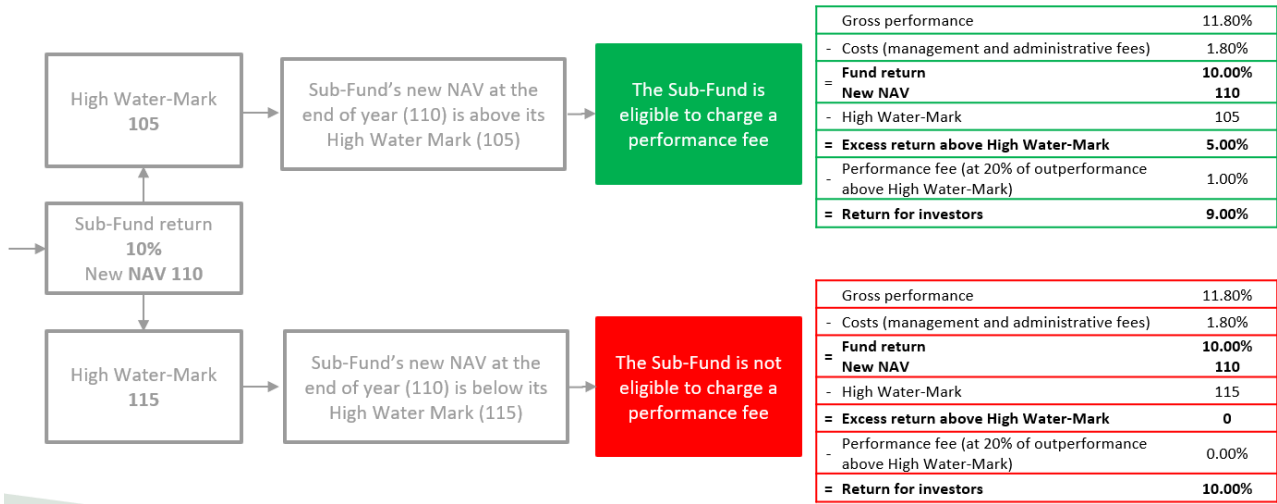 High Water-Mark
105
Sub-Fund's new NAV at the
end of year (110) is above its
High Water Mark (105)
The Sub-Fund is
eligible to charge a
performance fee
Gross performance 11.80%
- Costs (management and administrative fees) 1.80%
= Fund return 10.00%
New NAV 110
- High Water-Mark 105
= Excess return above High Water-Mark 5.00%
- Performance fee (at 20% of outperformance
above High Water-Mark) 1.00%
= Return for investors 9.00%
Sub-Fund return
10%
New NAV 110
High Water-Mark
115
Sub-Fund's new NAV at the
end of year (110) is below its
High Water Mark (115)
The Sub-Fund is not
eligible to charge a
performance fee
Gross performance 11.80%
- Costs (management and administrative fees) 1.80%
= Fund return 10.00%
New NAV 110
- High Water-Mark 115
= Excess return above High Water-Mark 0
- Performance fee (at 20% of outperformance
above High Water-Mark) 0.00%
= Return for investors 10.00%